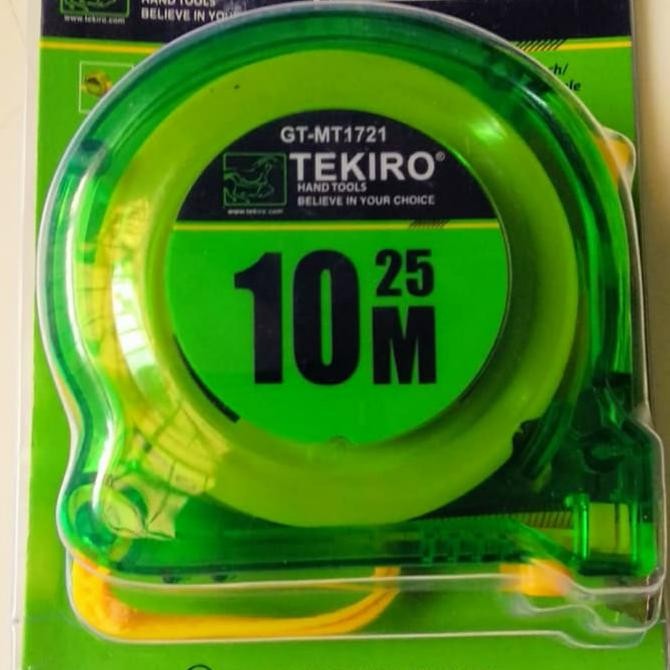 HAND TOOLS
BELIEVE IN YOU
www.tekiro.com
GT-MT1721
TEKIRO®
HAND TOOLS
BELIEVE IN YOUR CHOICE
www.tekiro.com
10 25
M